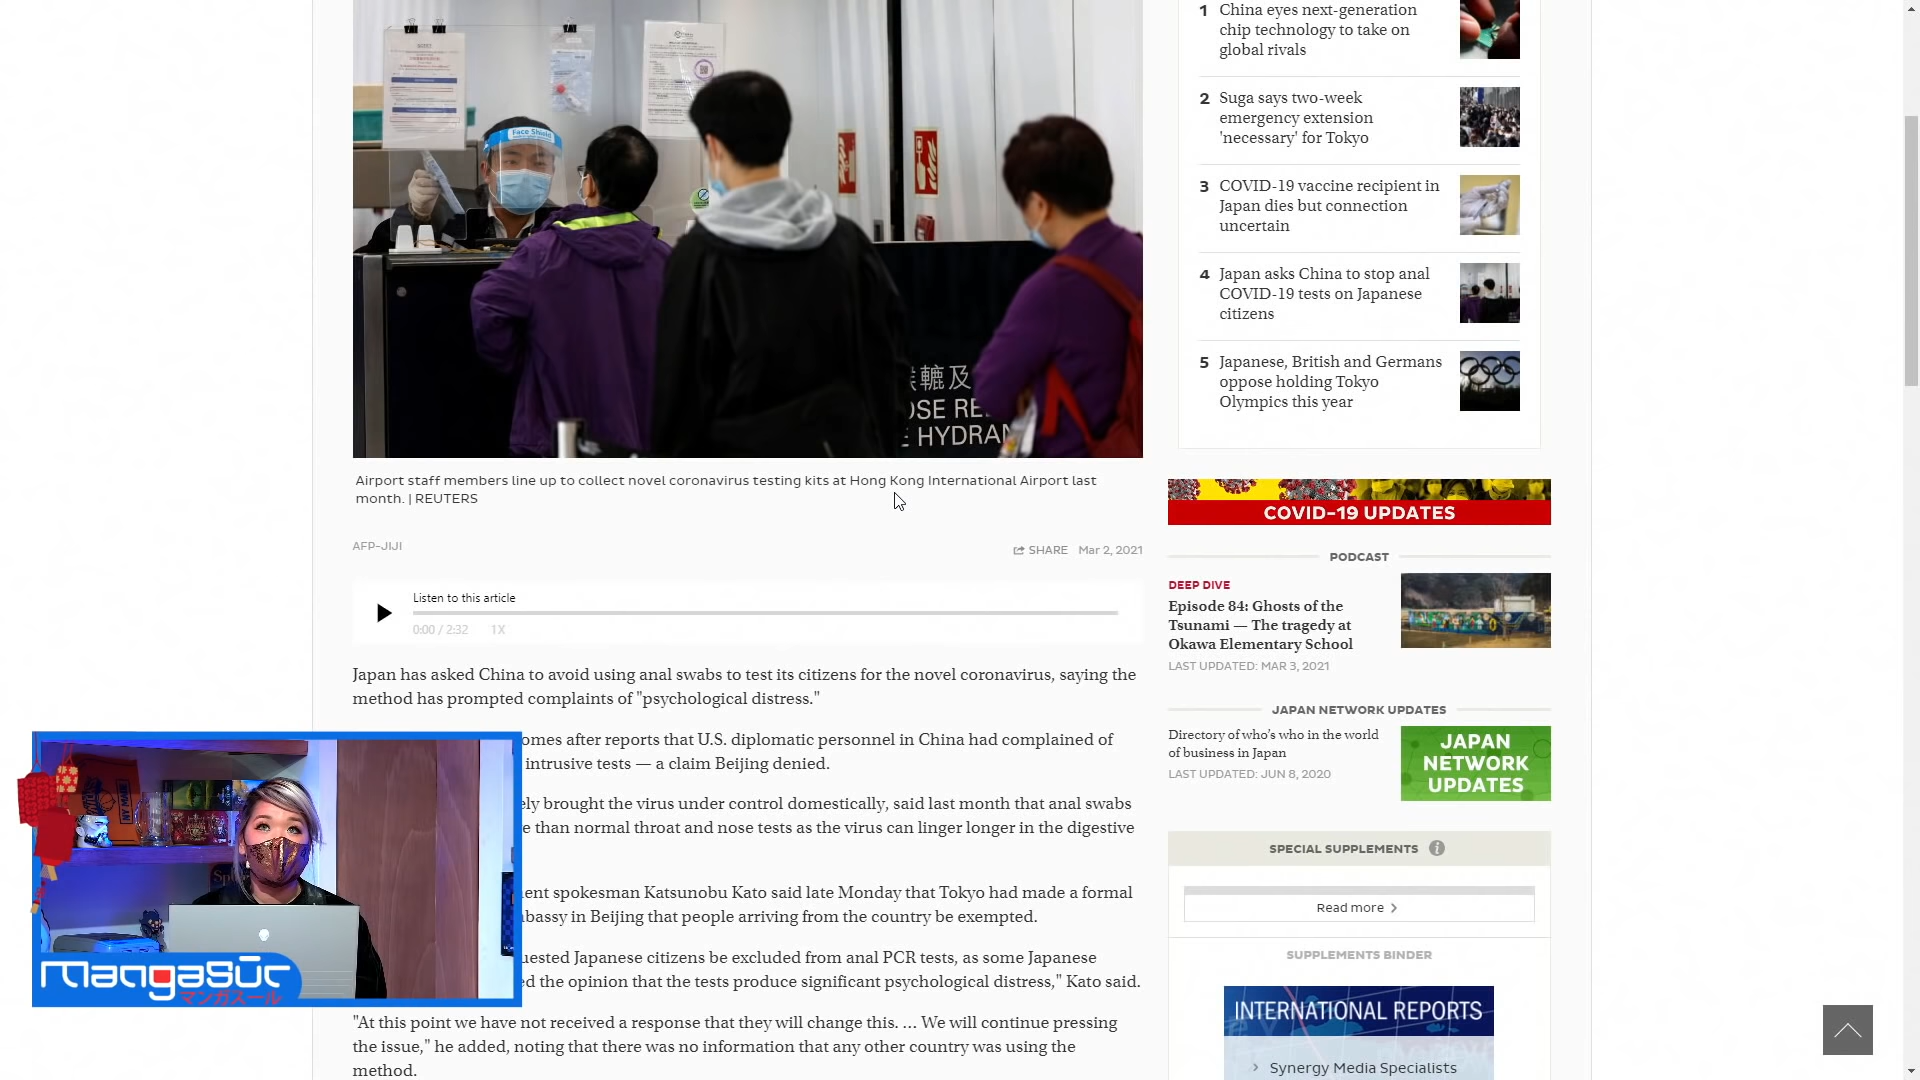 Face Shield
鏇轆及
OSE RE
HYDRAN
Airport staff members line up to collect novel coronavirus testing kits at Hong Kong International Airport last
month. | REUTERS
AFP-JIJI
SHARE Mar 2, 2021
Listen to this article
0:00 / 2:32 1X
Japan has asked China to avoid using anal swabs to test its citizens for the novel coronavirus, saying the
method has prompted complaints of "psychological distress."
omes after reports that U.S. diplomatic personnel in China had complained of
intrusive tests — a claim Beijing denied.
ely brought the virus under control domestically, said last month that anal swabs
e than normal throat and nose tests as the virus can linger longer in the digestive
ent spokesman Katsunobu Kato said late Monday that Tokyo had made a formal
bassy in Beijing that people arriving from the country be exempted.
uested Japanese citizens be excluded from anal PCR tests, as some Japanese
ed the opinion that the tests produce significant psychological distress," Kato said.
"At this point we have not received a response that they will change this. ... We will continue pressing
the issue," he added, noting that there was no information that any other country was using the
method.
mangasūr
マンガスール
1 China eyes next-generation
chip technology to take on
global rivals
2 Suga says two-week
emergency extension
'necessary' for Tokyo
3 COVID-19 vaccine recipient in
Japan dies but connection
uncertain
4 Japan asks China to stop anal
COVID-19 tests on Japanese
citizens
5 Japanese, British and Germans
oppose holding Tokyo
Olympics this year
COVID-19 UPDATES
PODCAST
DEEP DIVE
Episode 84: Ghosts of the
Tsunami — The tragedy at
Okawa Elementary School
LAST UPDATED: MAR 3, 2021
JAPAN NETWORK UPDATES
Directory of who's who in the world
of business in Japan
LAST UPDATED: JUN 8, 2020
JAPAN
NETWORK
UPDATES
SPECIAL SUPPLEMENTS
Read more
SUPPLEMENTS BINDER
INTERNATIONAL REPORTS
Synergy Media Specialists